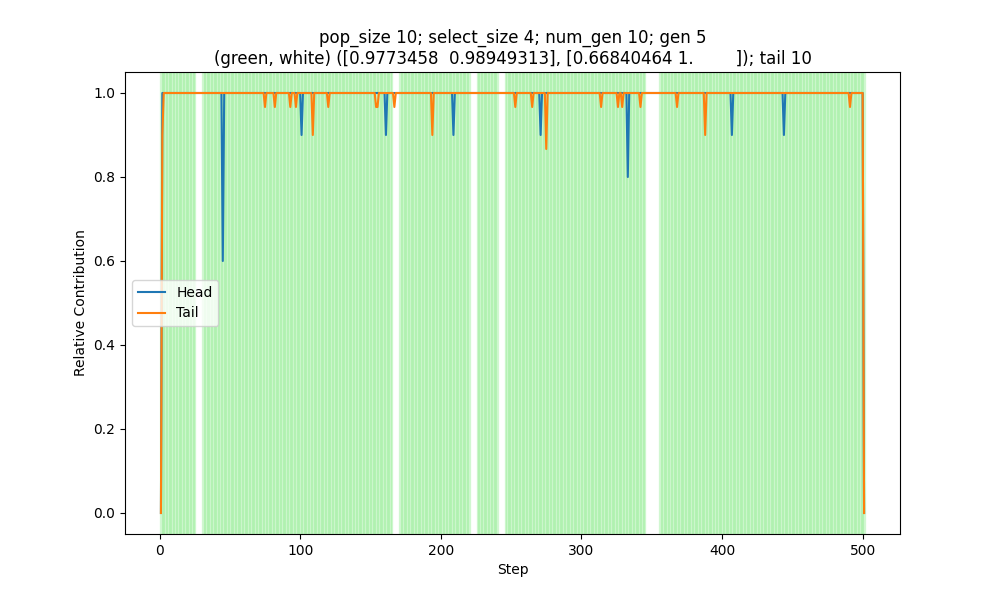 pop_size 10; select_size 4; num_gen 10; gen 5
(green, white) ([0.9773458  0.98949313], [0.66840464 1.        ]); tail 10
1.0
0.8
0.6
0.4
0.2
0.0
Relative Contribution
Head
Tail
0
100
200
300
400
500
Step